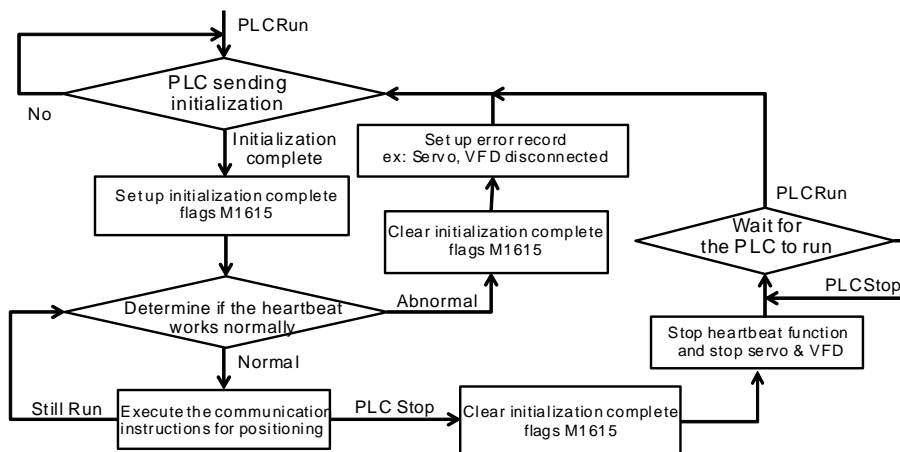 PLCRun
PLC sending
initialization
No
Initialization
complete
Set up error record
ex: Servo, VFD disconnected
Set up initialization complete
flags M1615
PLCRun
Clear initialization complete
flags M1615
Wait for
the PLC to run
Determine if the heartbeat
works normally
Abnormal
PLCStop
Normal
Stop heartbeat function
and stop servo & VFD
Still Run
Execute the communication
instructions for positioning
PLC Stop
Clear initialization complete
flags M1615